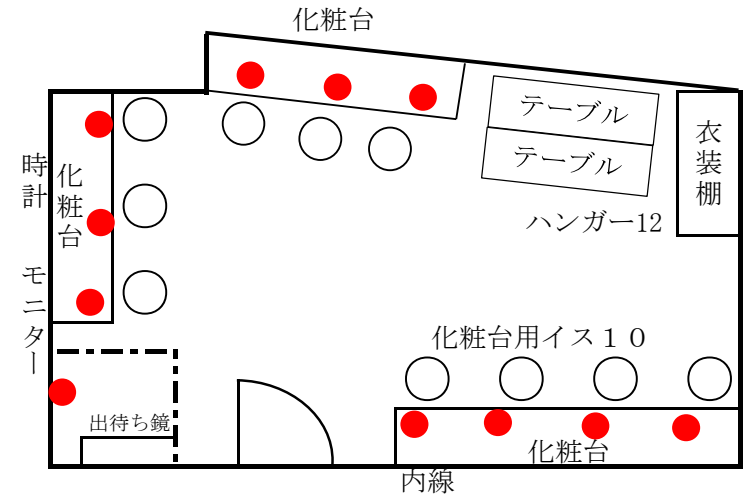 化粧台
テーブル
テーブル
衣装棚
時計
化粧台
ハンガー12
モニター
化粧台用イス１０
出待ち鏡
化粧台
内線